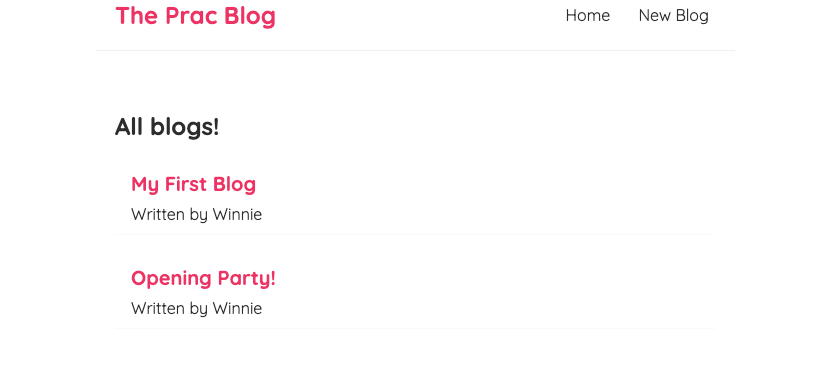 The Prac Blog Home New Blog
All blogs!
My First Blog
Written by Winnie
Opening Party!
Written by Winnie